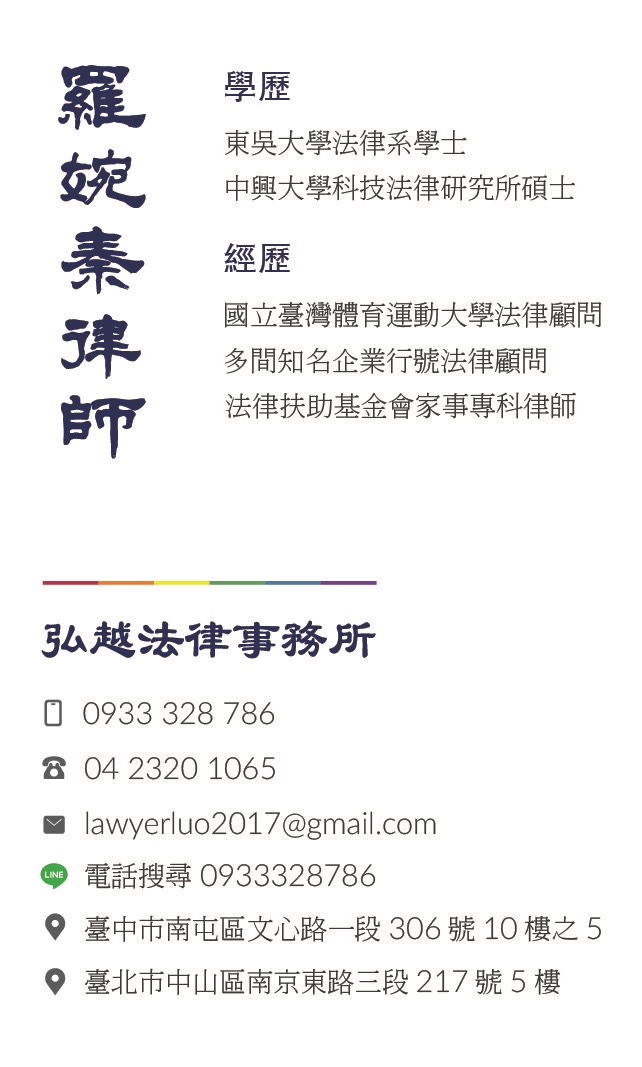 羅婉秦律師
學歷
東吳大學法律系學士
中興大學科技法律研究所碩士
經歷
國立臺灣體育運動大學法律顧問
多間知名企業行號法律顧問
法律扶助基金會家事專科律師
弘越法律事務所
0933 328 786
04 2320 1065
lawyerluo2017@gmail.com
LINE 電話搜尋 0933328786
臺中市南屯區文心路一段 306 號 10 樓之 5
臺北市中山區南京東路三段 217 號 5 樓